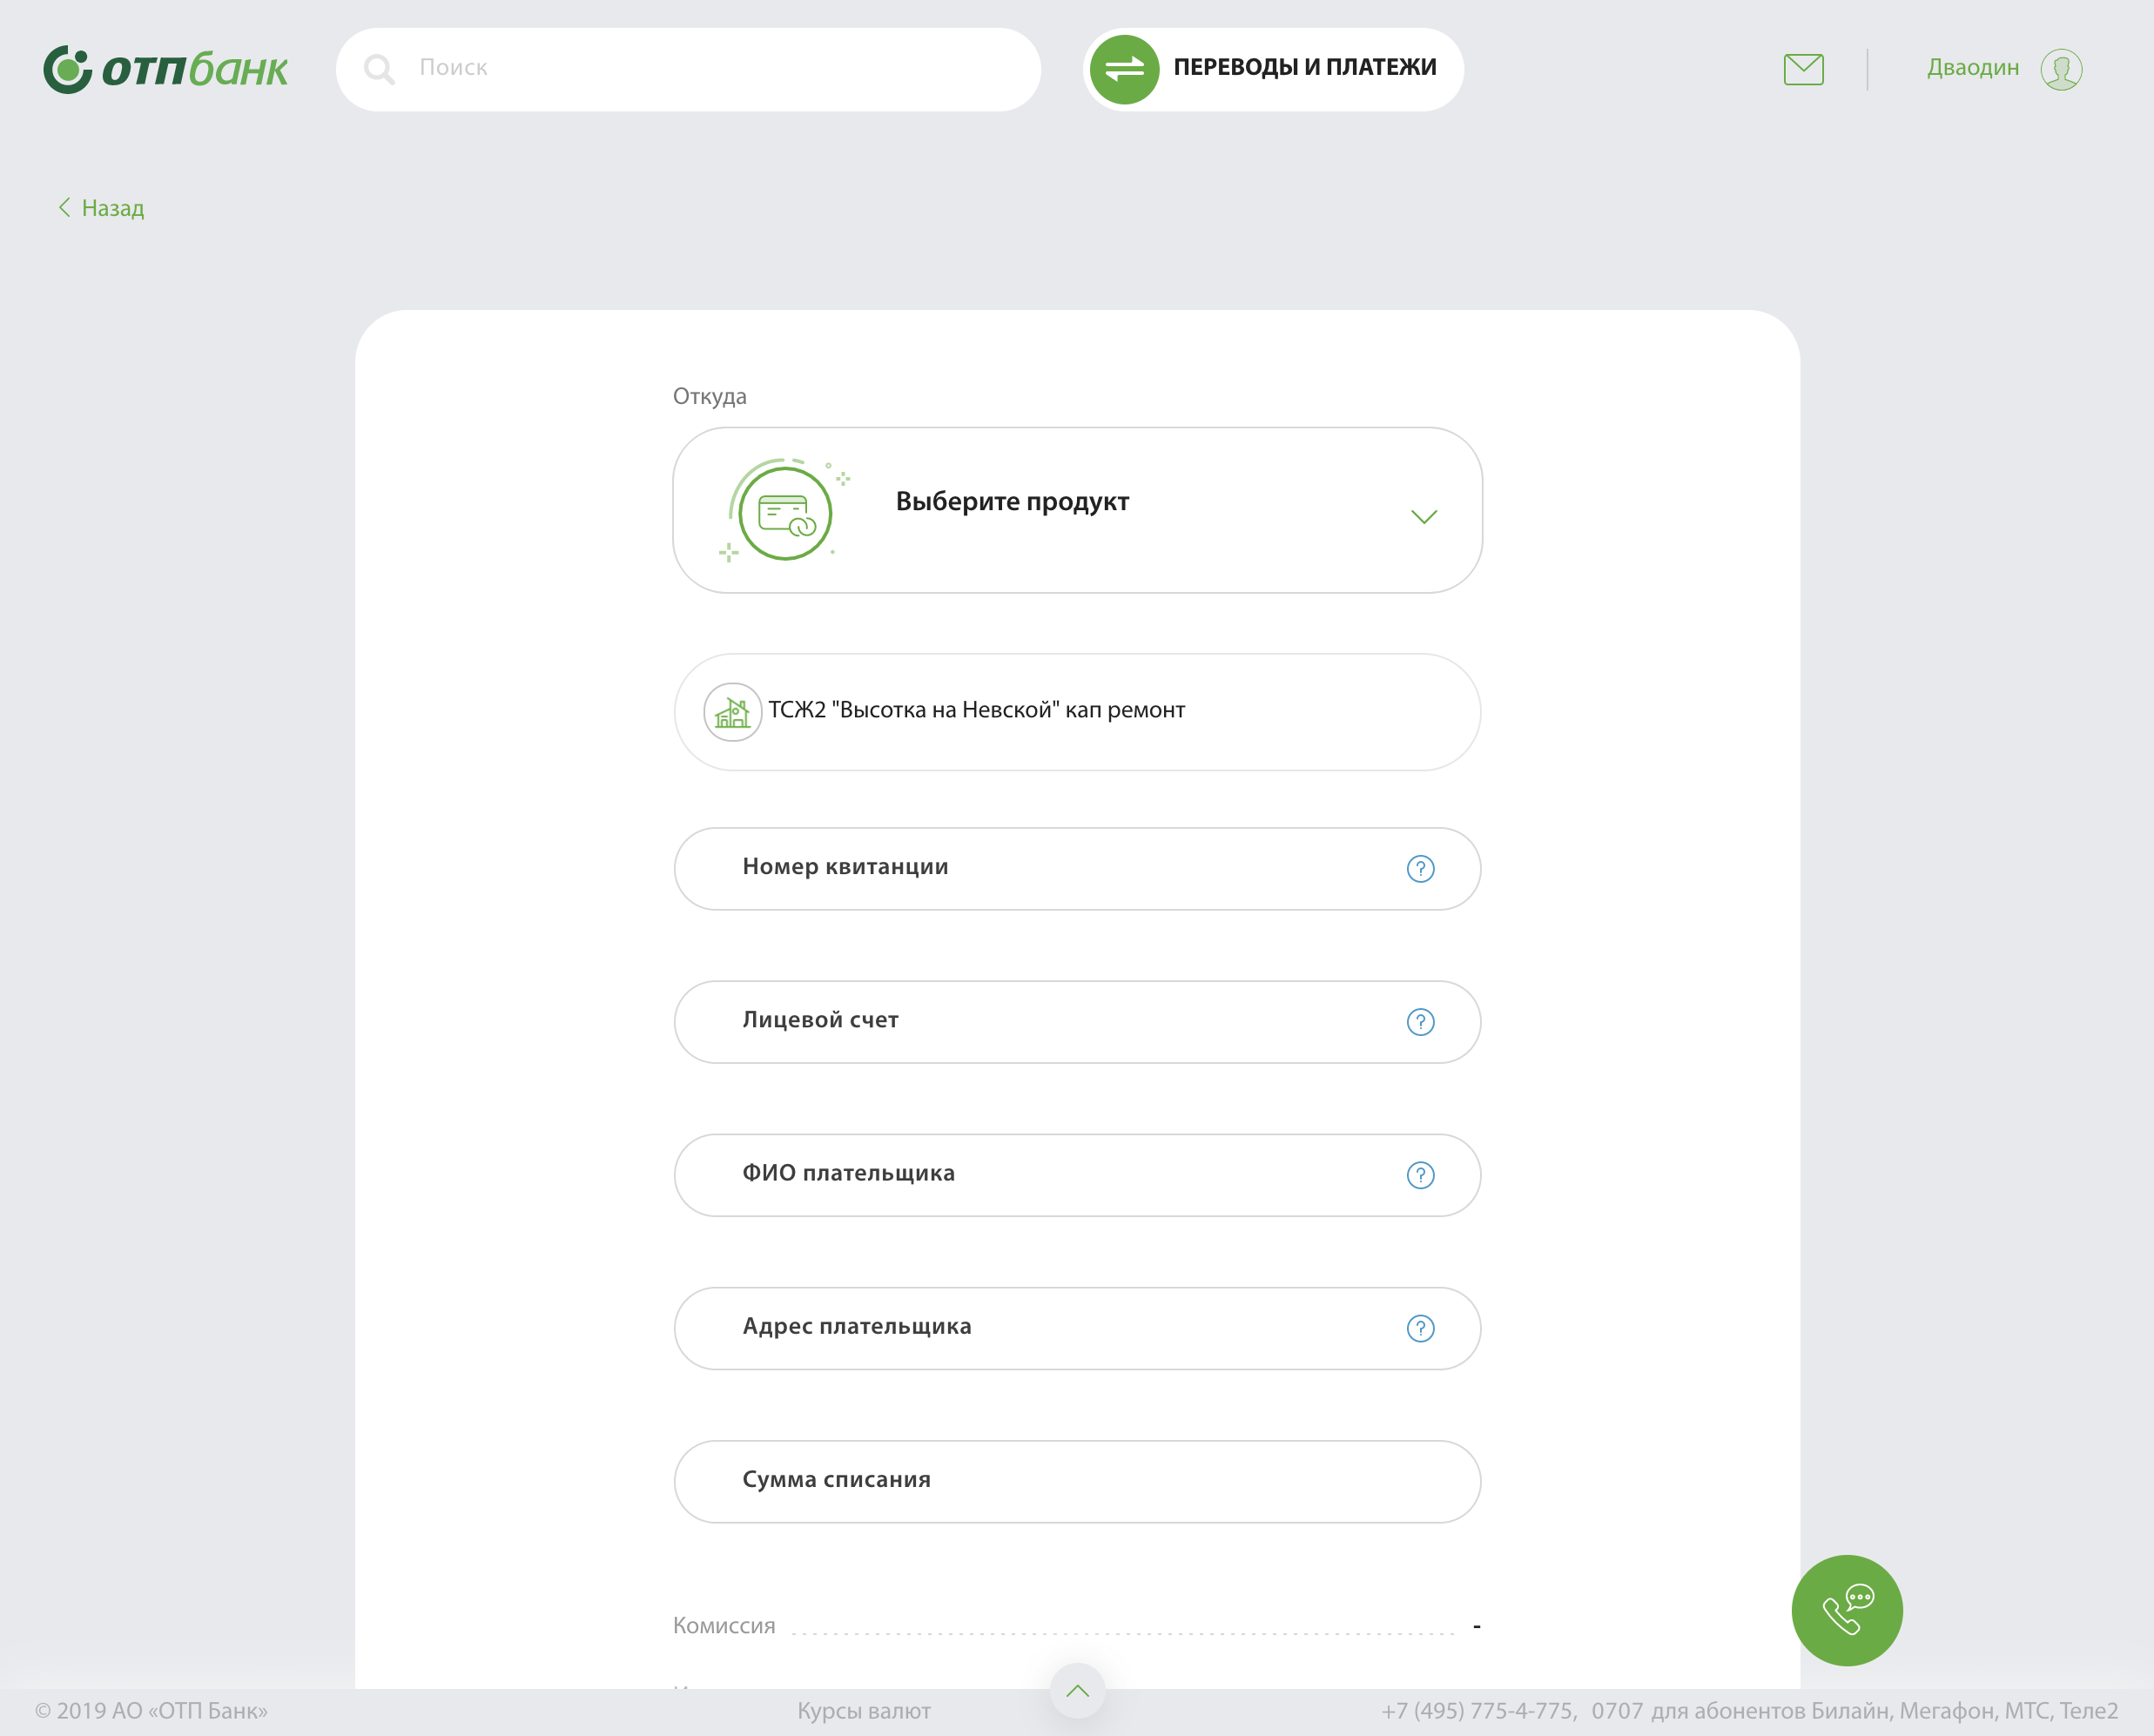 отпбанк
Поиск
ПЕРЕВОДЫ И ПЛАТЕЖИ
Дваодин
Назад
Откуда
Выберите продукт
ТСЖ2 "Высотка на Невской" кап ремонт
Номер квитанции
?
Лицевой счет
?
ФИО плательщика
?
Адрес плательщика
?
Сумма списания
Комиссия -
© 2019 АО «ОТП Банк»
Курсы валют
+7 (495) 775-4-775, 0707 для абонентов Билайн, Мегафон, МТС, Теле2